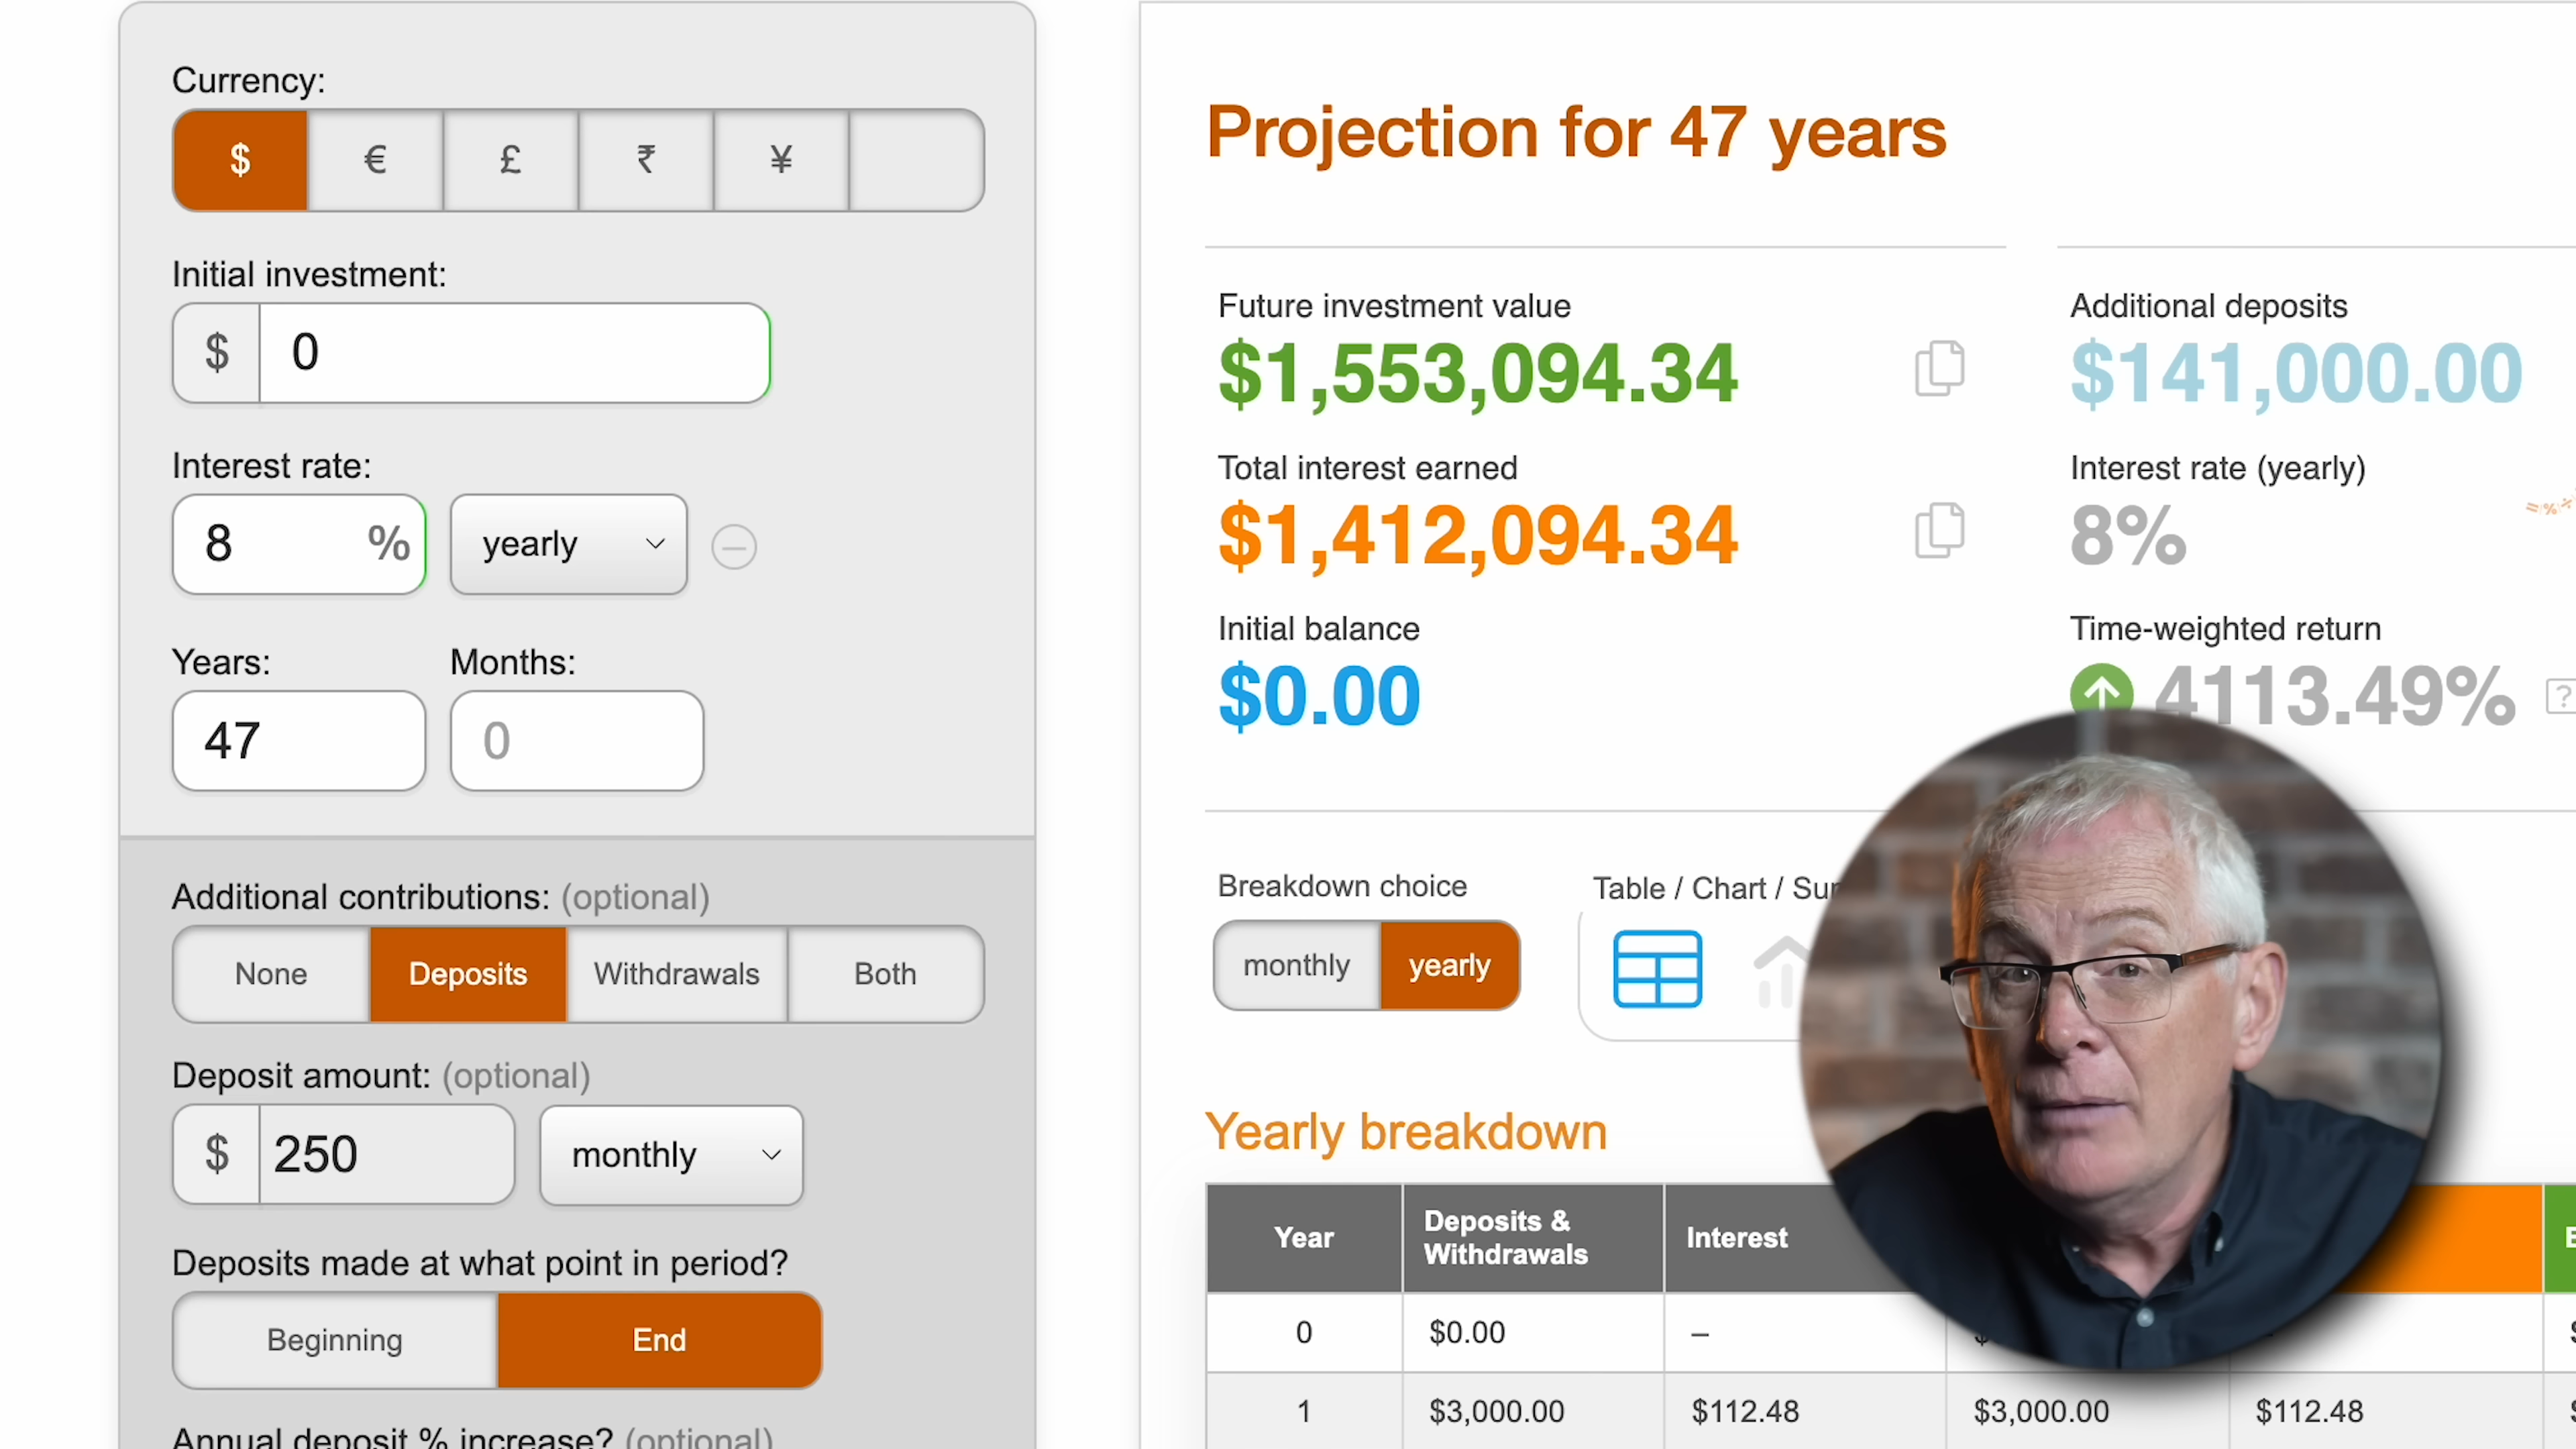 Currency:
$ € £ ₹ ¥
Initial investment:
$ 0
Interest rate:
8 % yearly
Years: Months:
47 0
Additional contributions: (optional)
None Deposits Withdrawals Both
Deposit amount: (optional)
$ 250 monthly
Deposits made at what point in period?
Beginning End
Annual deposit % increase? (optional)
Projection for 47 years
Future investment value
$1,553,094.34
Additional deposits
$141,000.00
Total interest earned
$1,412,094.34
Interest rate (yearly)
8%
Initial balance
$0.00
Time-weighted return
4113.49% ?
Breakdown choice
monthly yearly
Table / Chart /
Yearly breakdown
Year Deposits & Withdrawals Interest
0 $0.00 –
1 $3,000.00 $112.48 $3,000.00 $112.48